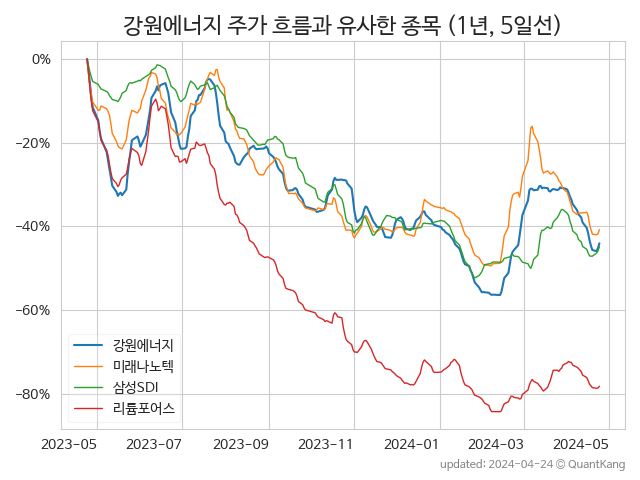 강원에너지 주가 흐름과 유사한 종목 (1년, 5일선)
0%
−20%
−40%
−60%
−80%
강원에너지
미래나노텍
삼성SDI
리튬포어스
2023-05 2023-07 2023-09 2023-11 2024-01 2024-03 2024-05
updated: 2024-04-24 © QuantKang